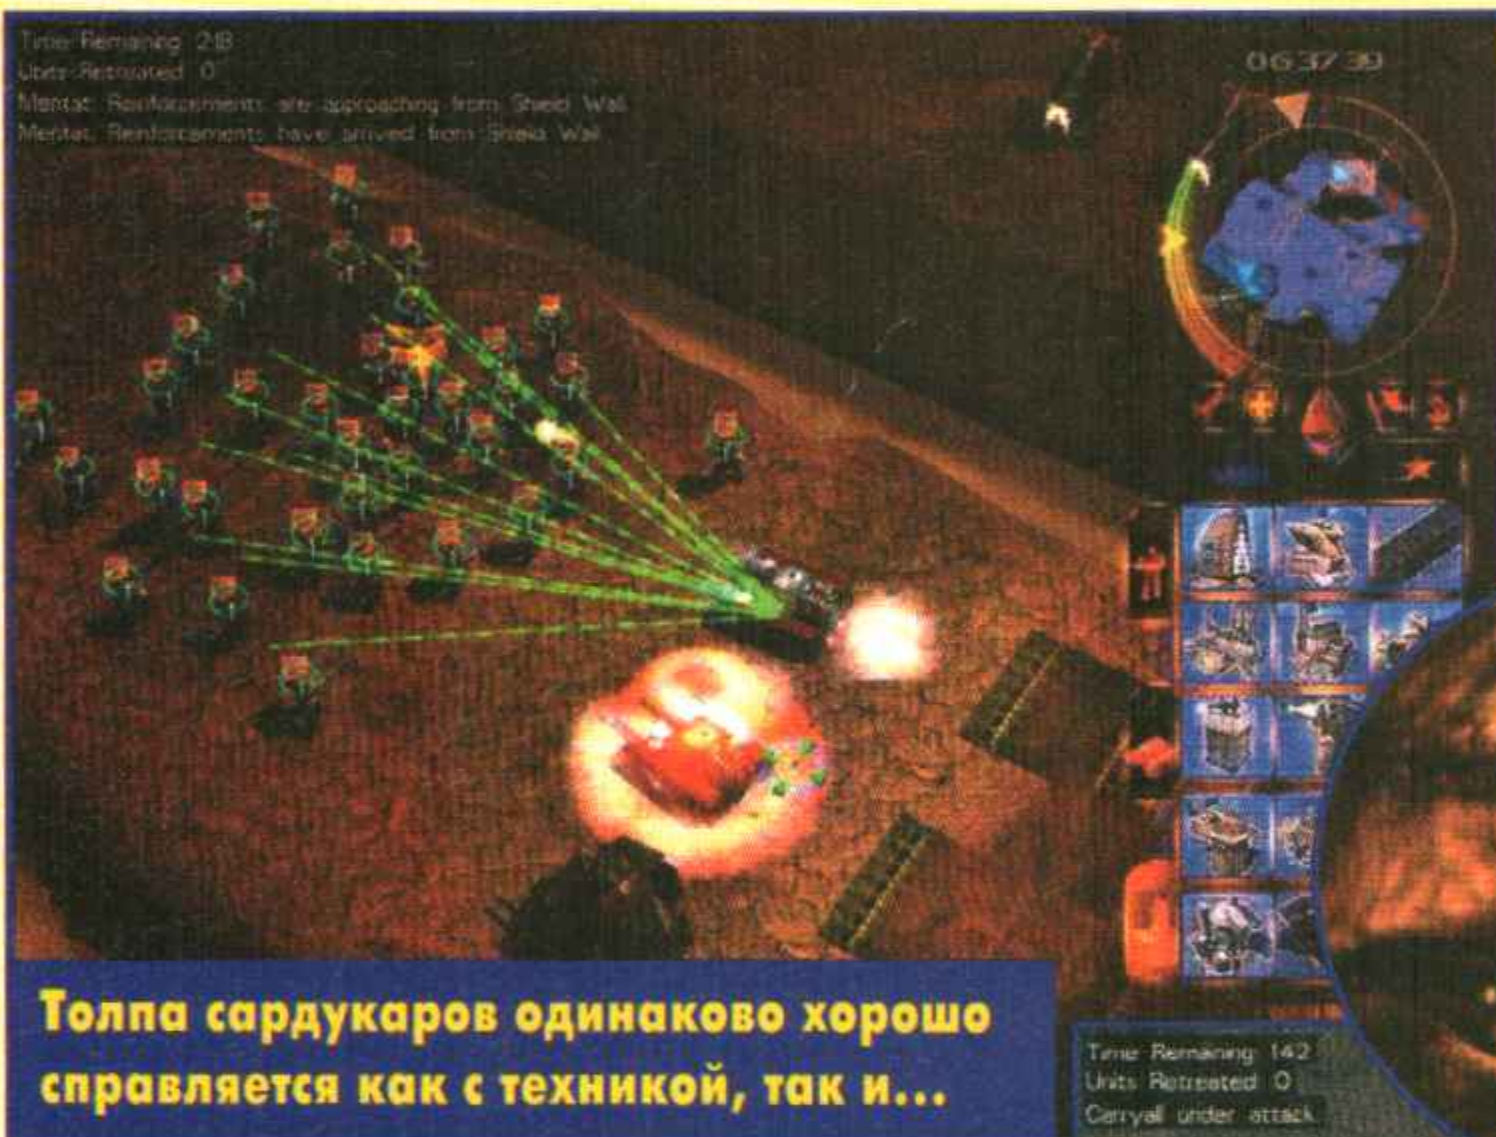 Time Remaining 218
Units Retreated 0
Mentat: Reinforcements are approaching from Shield Wall
Mentat: Reinforcements have arrived from Shield Wall
063739
Толпа сардукаров одинаково хорошо
справляется как с техникой, так и...
Time Remaining 142
Units Retreated 0
Carryall under attack